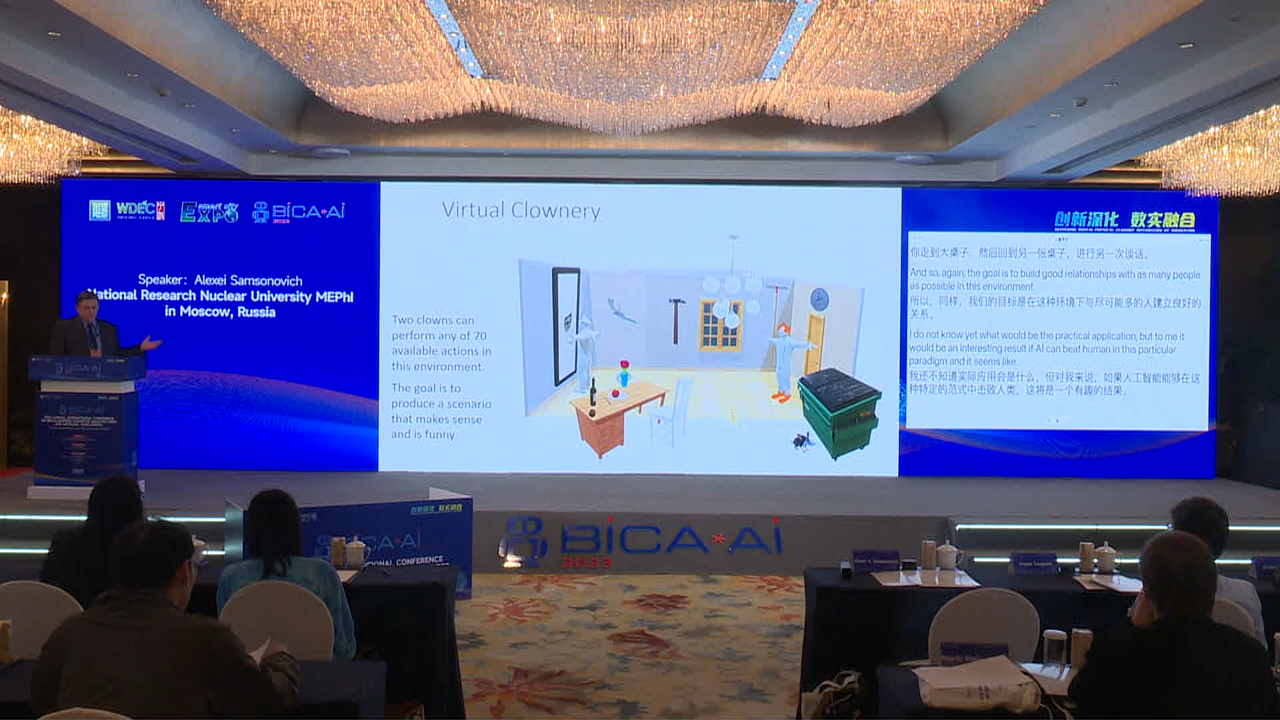 WDEC
EXPO
BICA*AI
创新深化 数实融合
Speaker: Alexei Samsonovich
National Research Nuclear University MEPhI
in Moscow, Russia
Virtual Clownery
Two clowns can
perform any of 70
available actions in
this environment.
The goal is to
produce a scenario
that makes sense
and is funny.
你走到大桌子，然后回到另一张桌子，进行另一次谈话。
And so, again, the goal is to build good relationships with as many people
as possible in this environment.
所以，同样，我们的目标是在这种环境下与尽可能多的人建立良好的
关系。
I do not know yet what would be the practical application, but to me it
would be an interesting result if AI can beat human in this particular
paradigm and it seems like..
我还不知道实际应用会是什么，但对我来说，如果人工智能能够在这
种特定的范式中击败人类，这将是一个有趣的结果。
BICA*AI
BICA*AI
创新深化 数实融合
CA*AI
CONFERENCE
BICA*AI
2023